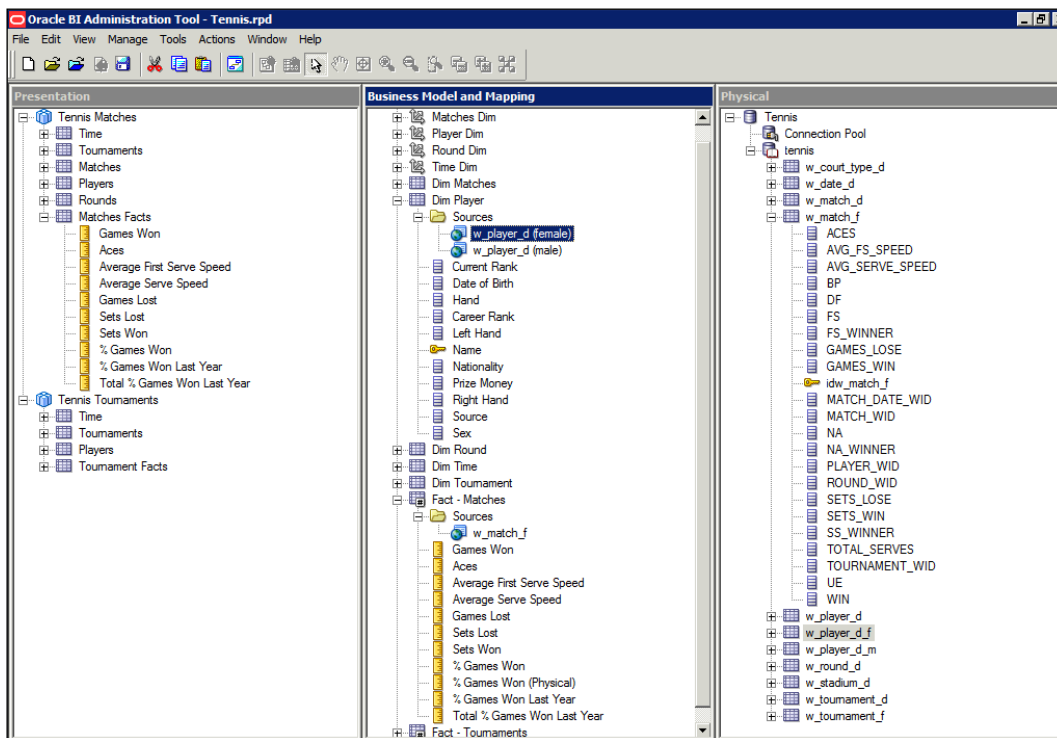 Oracle BI Administration Tool - Tennis.rpd
File Edit View Manage Tools Actions Window Help
Presentation
Tennis Matches
Time
Tournaments
Matches
Players
Rounds
Matches Facts
Games Won
Aces
Average First Serve Speed
Average Serve Speed
Games Lost
Sets Lost
Sets Won
% Games Won
% Games Won Last Year
Total % Games Won Last Year
Tennis Tournaments
Time
Tournaments
Players
Tournament Facts
Business Model and Mapping
Matches Dim
Player Dim
Round Dim
Time Dim
Dim Matches
Dim Player
Sources
w_player_d (female)
w_player_d (male)
Current Rank
Date of Birth
Hand
Career Rank
Left Hand
Name
Nationality
Prize Money
Right Hand
Source
Sex
Dim Round
Dim Time
Dim Tournament
Fact - Matches
Sources
w_match_f
Games Won
Aces
Average First Serve Speed
Average Serve Speed
Games Lost
Sets Lost
Sets Won
% Games Won
% Games Won (Physical)
% Games Won Last Year
Total % Games Won Last Year
Fact - Tournaments
Physical
Tennis
Connection Pool
tennis
w_court_type_d
w_date_d
w_match_d
w_match_f
ACES
AVG_FS_SPEED
AVG_SERVE_SPEED
BP
DF
FS
FS_WINNER
GAMES_LOSE
GAMES_WIN
idw_match_f
MATCH_DATE_WID
MATCH_WID
NA
NA_WINNER
PLAYER_WID
ROUND_WID
SETS_LOSE
SETS_WIN
SS_WINNER
TOTAL_SERVES
TOURNAMENT_WID
UE
WIN
w_player_d
w_player_d_f
w_player_d_m
w_round_d
w_stadium_d
w_tournament_d
w_tournament_f